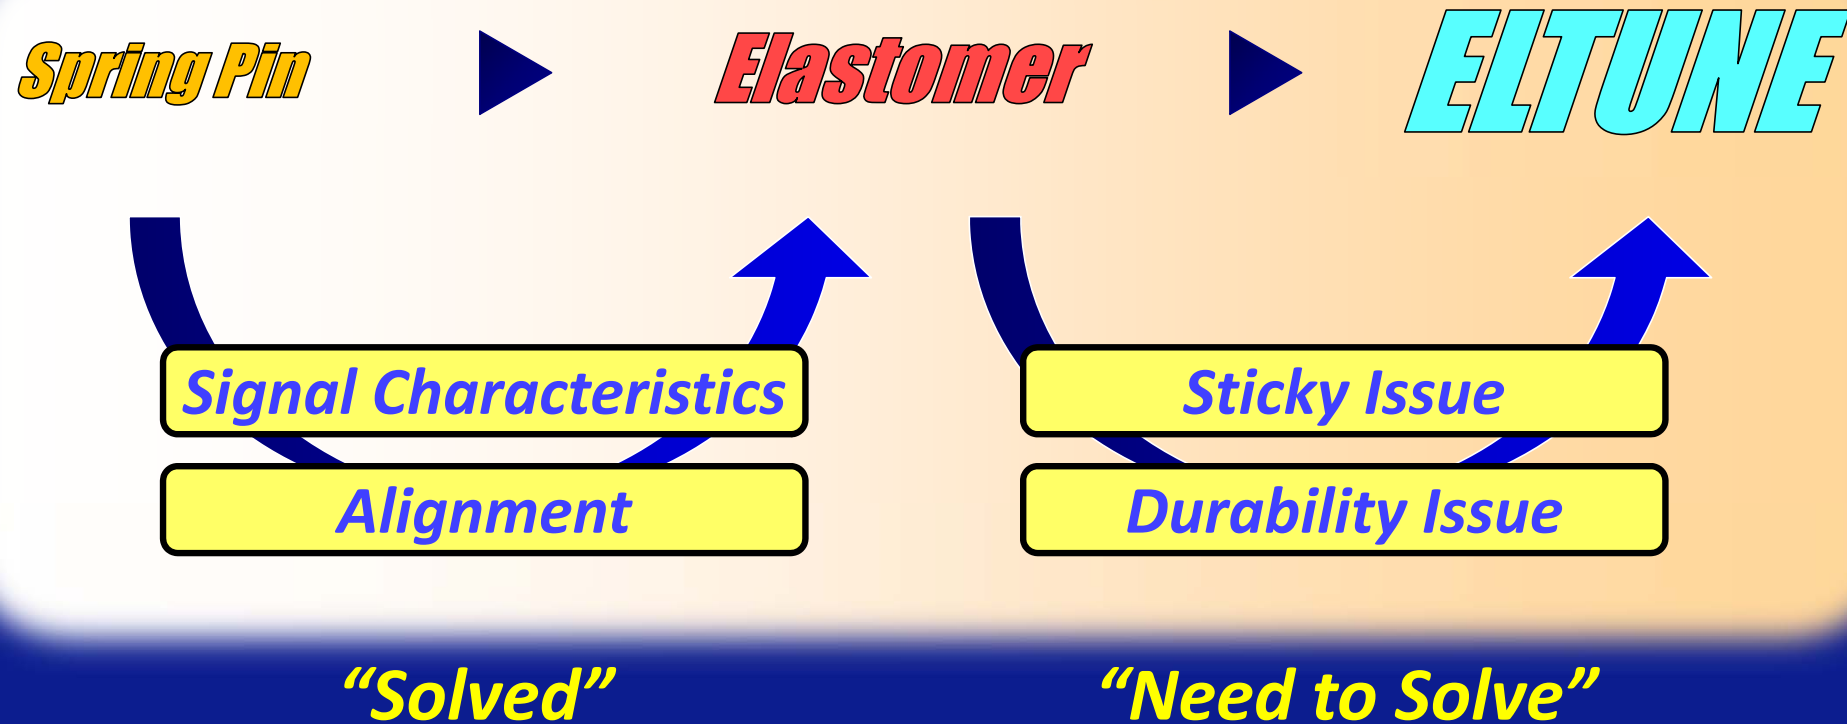 Spring Pin
Elastomer
ELTUNE
Signal Characteristics
Alignment
Sticky Issue
Durability Issue
“Solved”
“Need to Solve”